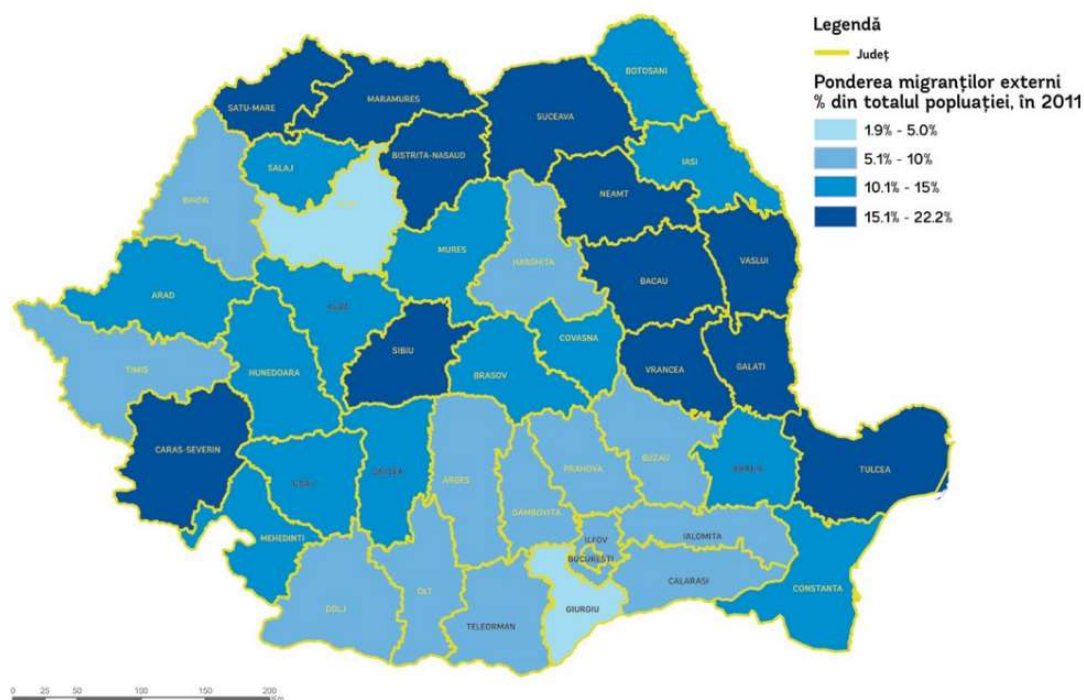 Legendă
Județ
Ponderea migranților externi
% din totalul popluației, în 2011
1.9% - 5.0%
5.1% - 10%
10.1% - 15%
15.1% - 22.2%
BOTOSANI
SATU-MARE
MARAMURES
SUCEAVA
BISTRITA-NASAUD
IASI
SALAJ
NEAMT
BIHOR
MURES
HARGHITA
BACAU
VASLUI
ARAD
ALBA
SIBIU
COVASNA
TIMIS
HUNEDOARA
BRASOV
VRANCEA
GALATI
CARAS-SEVERIN
GORJ
VALCEA
ARGES
PRAHOVA
BUZAU
BRAILA
TULCEA
DAMBOVITA
MEHEDINTI
ILFOV
IALOMITA
BUCURESTI
CALARASI
CONSTANTA
DOLJ
OLT
GIURGIU
TELEORMAN
0 25 50 100 150 200